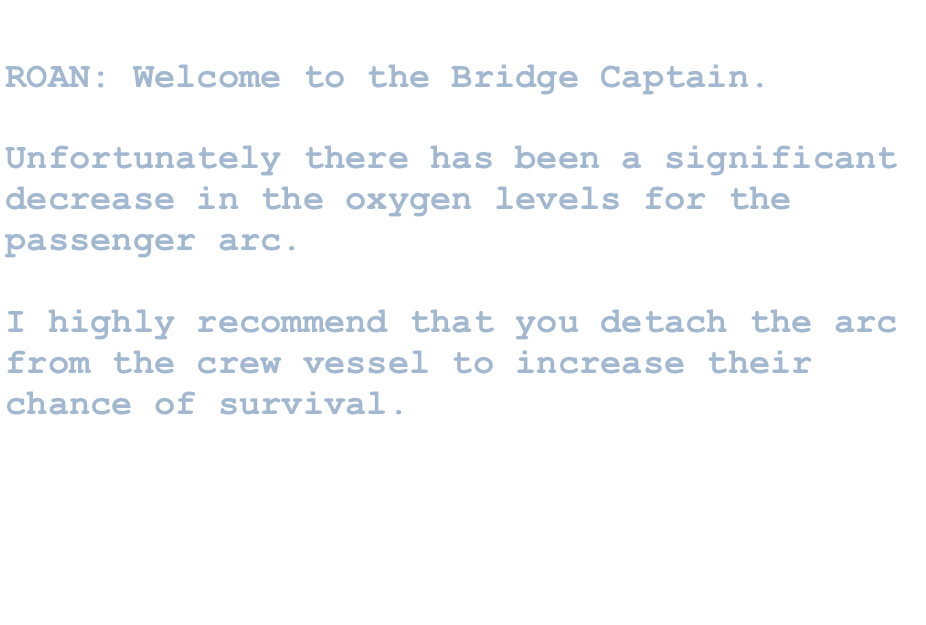 ROAN: Welcome to the Bridge Captain.
Unfortunately there has been a significant
decrease in the oxygen levels for the
passenger arc.
I highly recommend that you detach the arc
from the crew vessel to increase their
chance of survival.